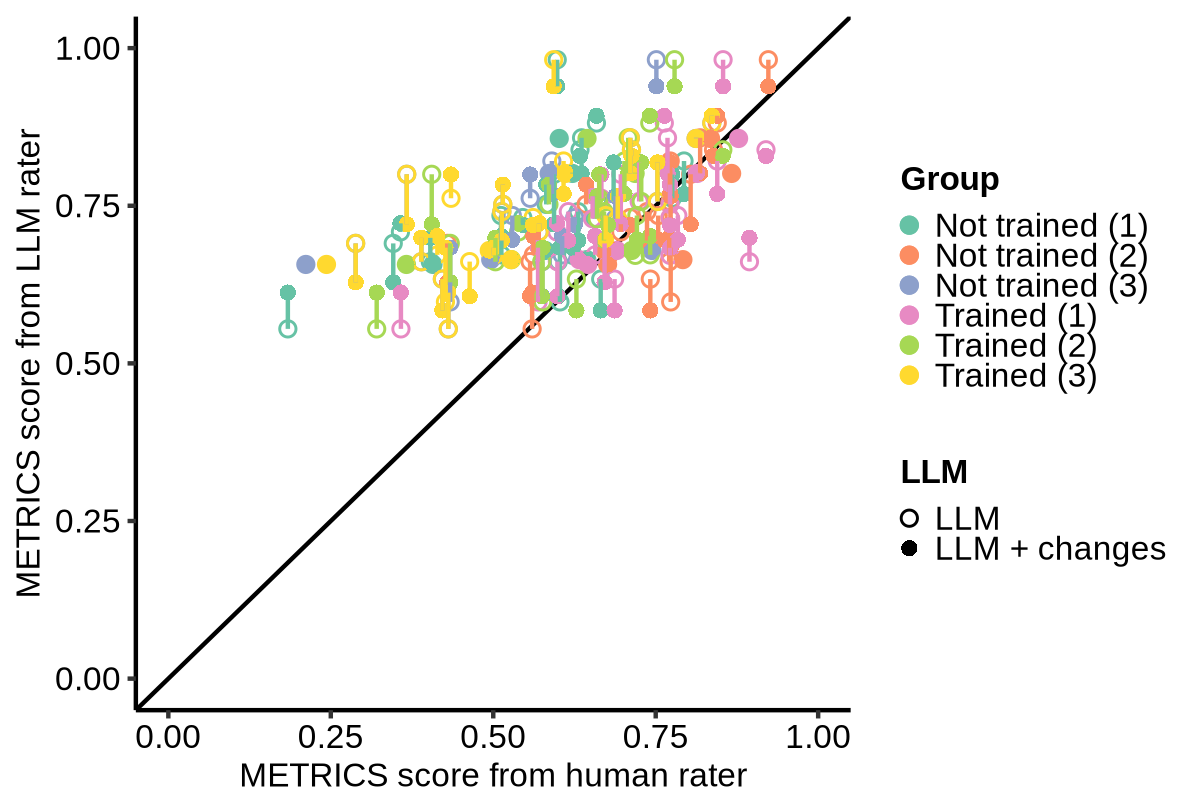 METRICS score from LLM rater
1.00
0.75
0.50
0.25
0.00
0.00 0.25 0.50 0.75 1.00
METRICS score from human rater
Group
Not trained (1)
Not trained (2)
Not trained (3)
Trained (1)
Trained (2)
Trained (3)
LLM
LLM
LLM + changes